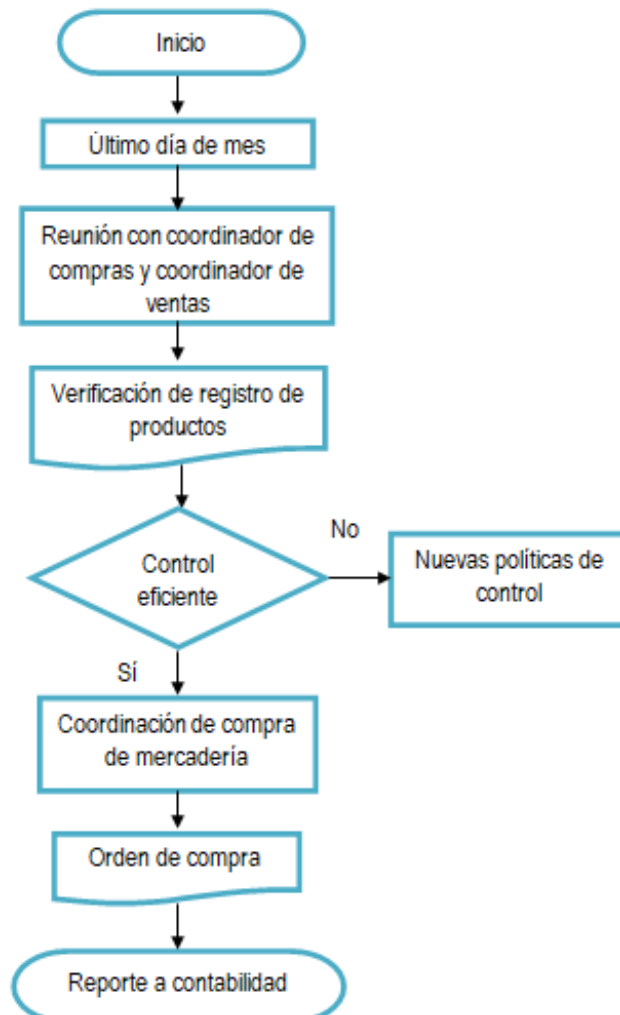 Inicio
Último día de mes
Reunión con coordinador de
compras y coordinador de
ventas
Verificación de registro de
productos
Control
eficiente
No
Nuevas políticas de
control
Sí
Coordinación de compra
de mercadería
Orden de compra
Reporte a contabilidad